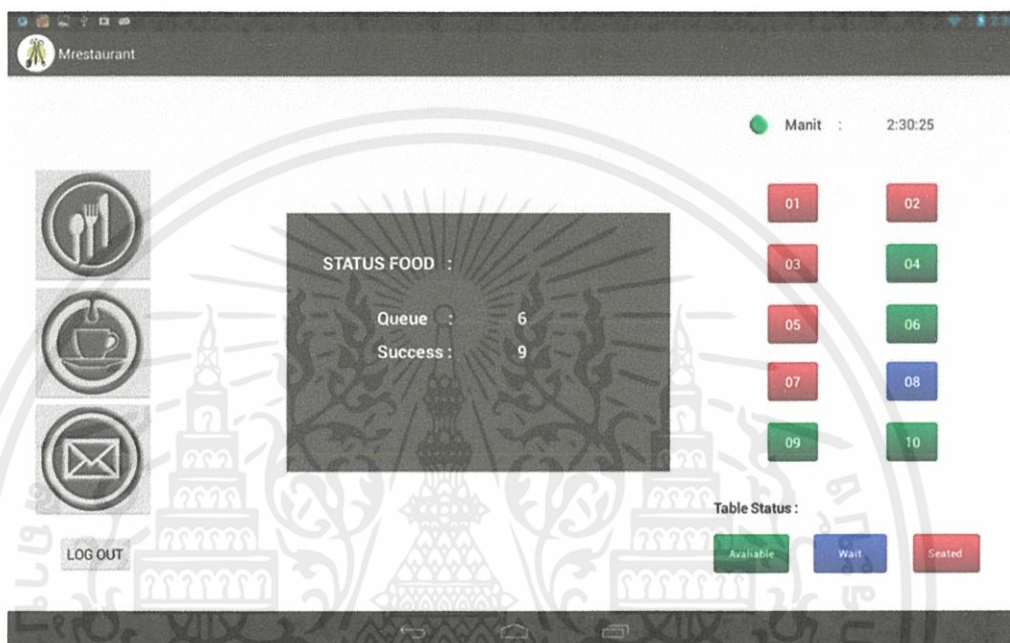 Mrestaurant
Manit : 2:30:25
01 02
STATUS FOOD :
03 04
Queue : 6
05 06
Success : 9
07 08
09 10
Table Status :
LOG OUT
Avaliable Wait Seated